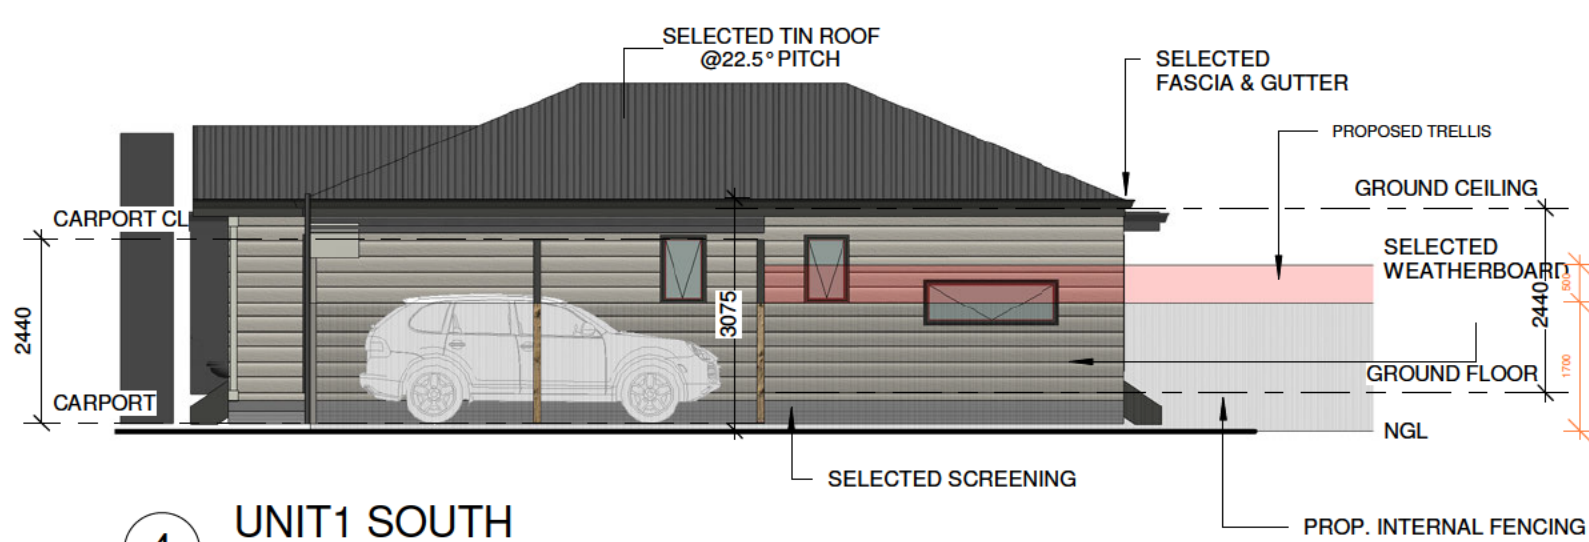 SELECTED TIN ROOF
@22.5° PITCH
SELECTED
FASCIA & GUTTER
PROPOSED TRELLIS
GROUND CEILING
CARPORT CL
SELECTED
WEATHERBOARD
500
2440
3075
2440
1700
GROUND FLOOR
CARPORT
NGL
SELECTED SCREENING
UNIT1 SOUTH
PROP. INTERNAL FENCING